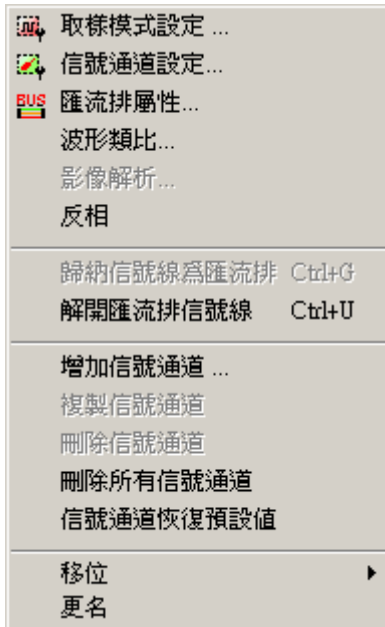 取樣模式設定 ...
信號通道設定...
BUS 匯流排屬性...
波形類比...
影像解析...
反相
歸納信號線爲匯流排 Ctrl+G
解開匯流排信號線 Ctrl+U
增加信號通道 ...
複製信號通道
刪除信號通道
刪除所有信號通道
信號通道恢復預設値
移位
更名